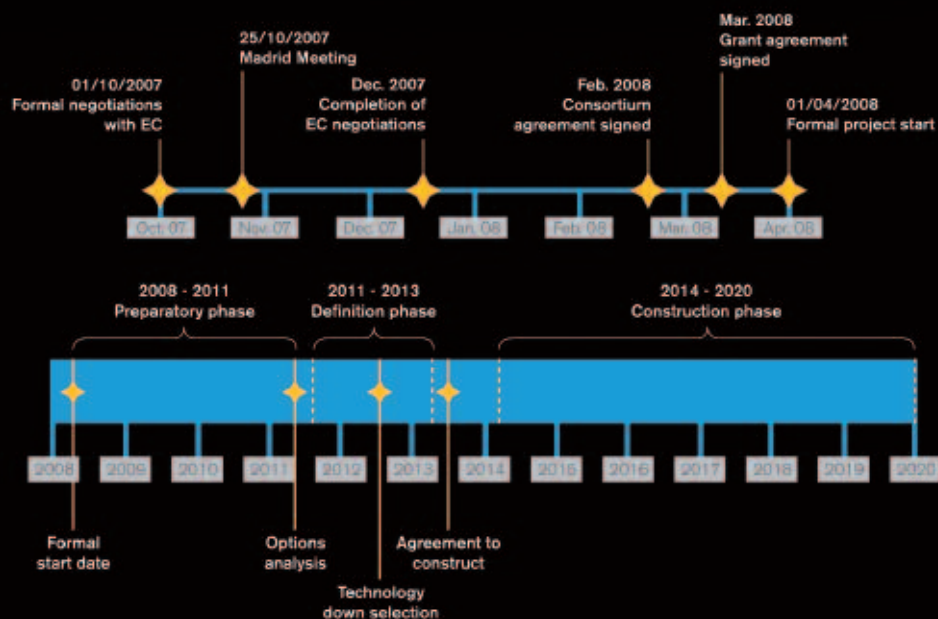 25/10/2007
Madrid Meeting
Mar. 2008
Grant agreement
signed
01/10/2007
Formal negotiations
with EC
Dec. 2007
Completion of
EC negotiations
Feb. 2008
Consortium
agreement signed
01/04/2008
Formal project start
Oct. 07
Nov. 07
Dec. 07
Jan. 08
Feb. 08
Mar. 08
Apr. 08
2008 - 2011
Preparatory phase
2011 - 2013
Definition phase
2014 - 2020
Construction phase
2008
2009
2010
2011
2012
2013
2014
2015
2016
2017
2018
2019
2020
Formal
start date
Options
analysis
Agreement to
construct
Technology
down selection